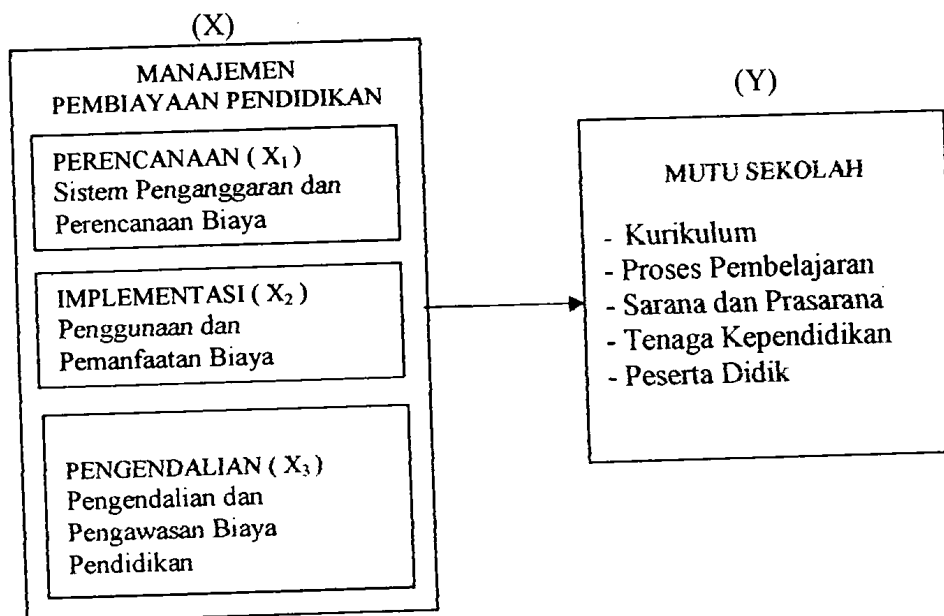 (X)
MANAJEMEN
PEMBIAYAAN PENDIDIKAN
PERENCANAAN ( X₁ )
Sistem Penganggaran dan
Perencanaan Biaya
IMPLEMENTASI ( X₂ )
Penggunaan dan
Pemanfaatan Biaya
PENGENDALIAN ( X₃ )
Pengendalian dan
Pengawasan Biaya
Pendidikan
(Y)
MUTU SEKOLAH
- Kurikulum
- Proses Pembelajaran
- Sarana dan Prasarana
- Tenaga Kependidikan
- Peserta Didik